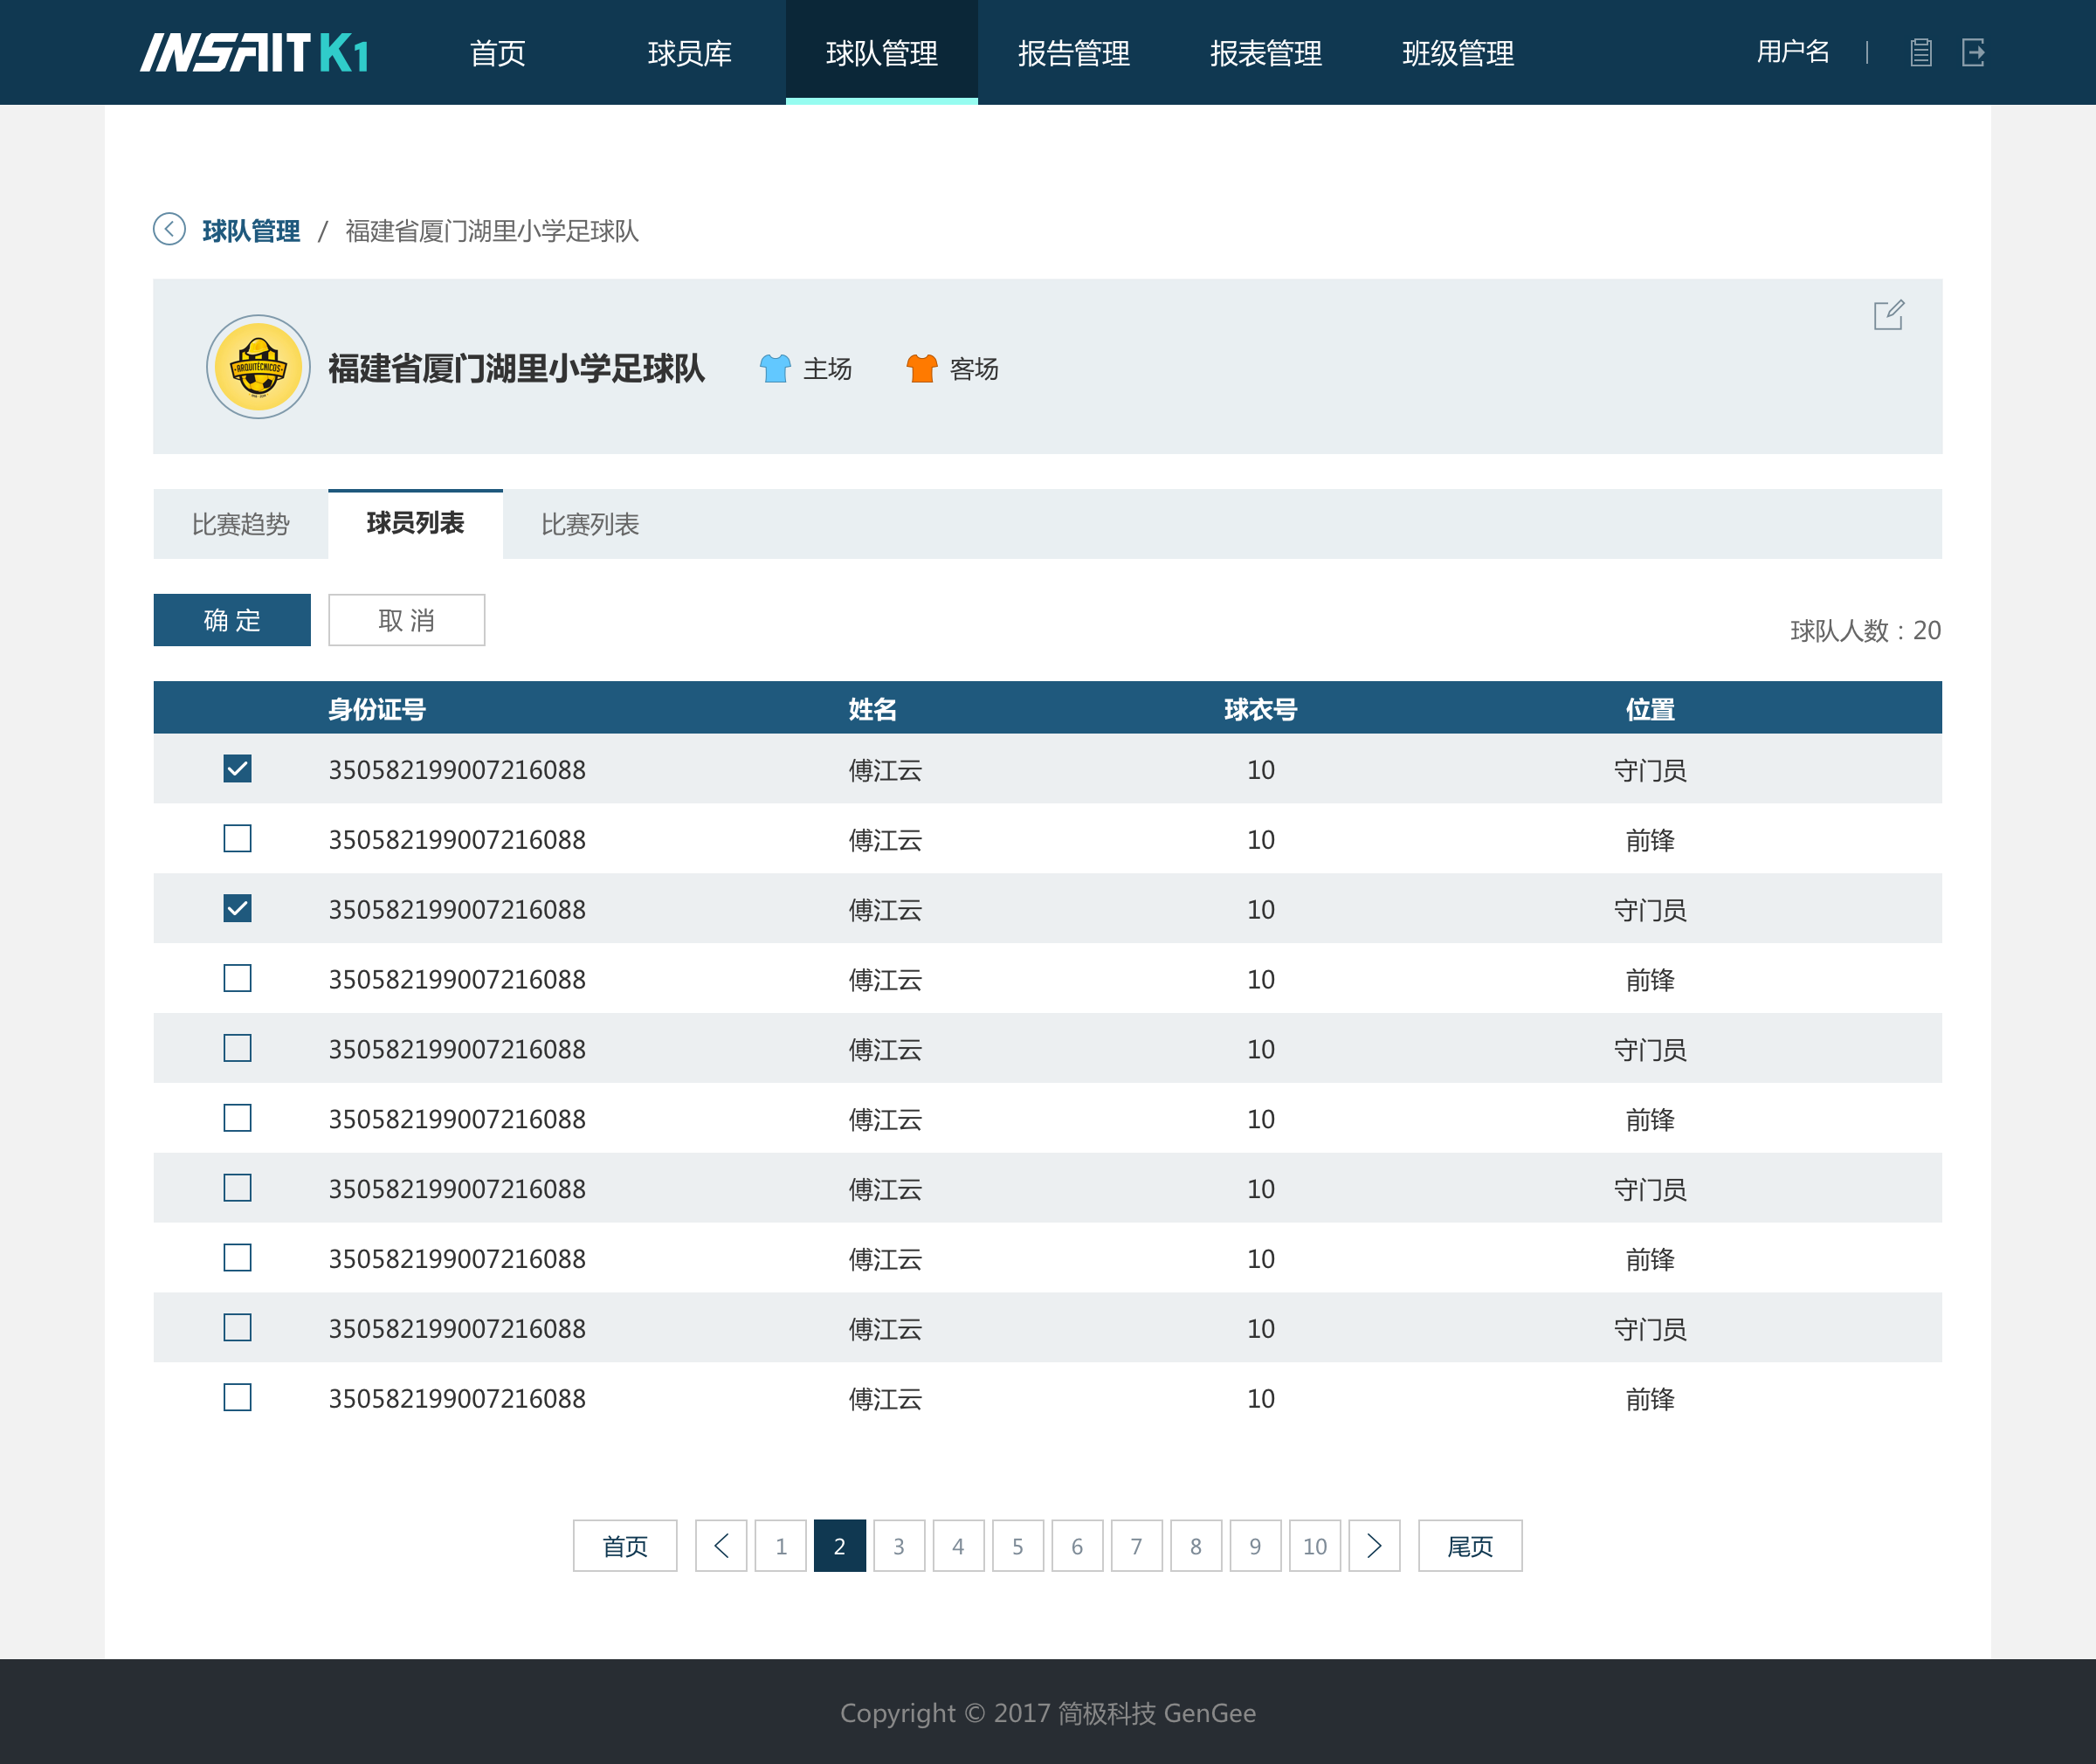 INSAIT K1 首页 球员库 球队管理 报告管理 报表管理 班级管理 用户名
球队管理 / 福建省厦门湖里小学足球队
ARQUITECNICOS
福建省厦门湖里小学足球队 主场 客场
比赛趋势 球员列表 比赛列表
确 定 取 消 球队人数：20
身份证号 姓名 球衣号 位置
350582199007216088 傅江云 10 守门员
350582199007216088 傅江云 10 前锋
350582199007216088 傅江云 10 守门员
350582199007216088 傅江云 10 前锋
350582199007216088 傅江云 10 守门员
350582199007216088 傅江云 10 前锋
350582199007216088 傅江云 10 守门员
350582199007216088 傅江云 10 前锋
350582199007216088 傅江云 10 守门员
350582199007216088 傅江云 10 前锋
首页 1 2 3 4 5 6 7 8 9 10 尾页
Copyright © 2017 简极科技 GenGee